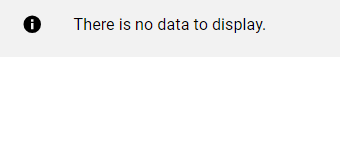 There is no data to display.